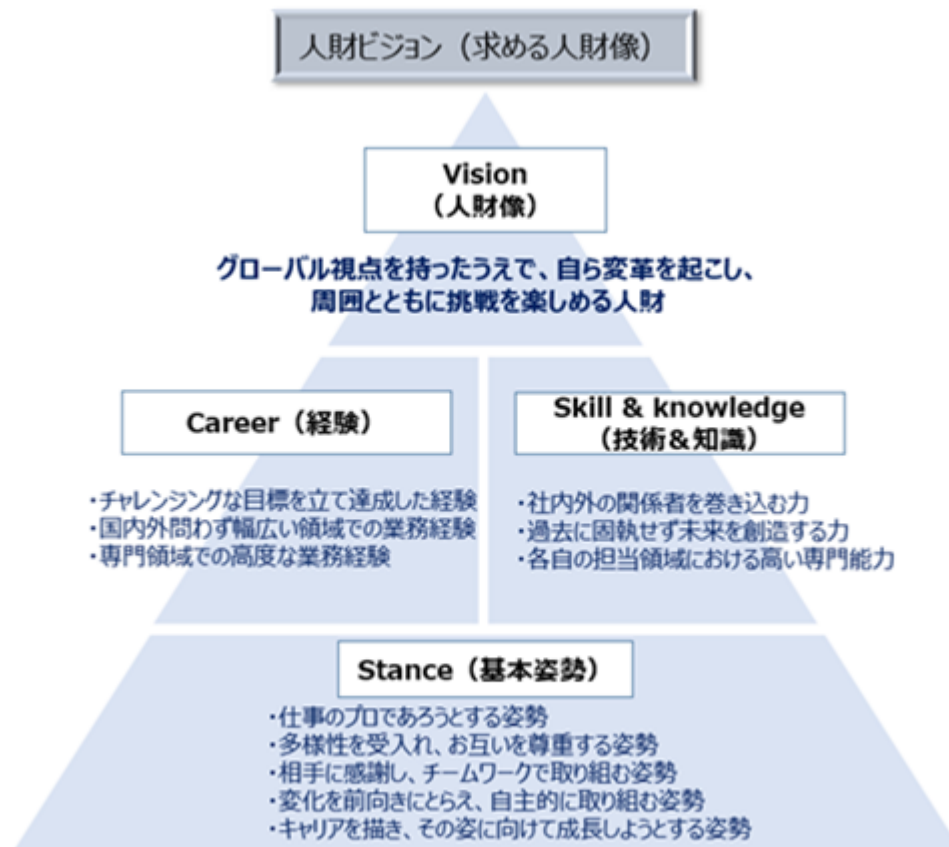 人財ビジョン（求める人財像）
Vision
（人財像）
グローバル視点を持ったうえで、自ら変革を起こし、
周囲とともに挑戦を楽しめる人財
Career（経験）
・チャレンジングな目標を立て達成した経験
・国内外問わず幅広い領域での業務経験
・専門領域での高度な業務経験
Skill & knowledge
（技術＆知識）
・社内外の関係者を巻き込む力
・過去に固執せず未来を創造する力
・各自の担当領域における高い専門能力
Stance（基本姿勢）
・仕事のプロであろうとする姿勢
・多様性を受入れ、お互いを尊重する姿勢
・相手に感謝し、チームワークで取り組む姿勢
・変化を前向きにとらえ、自主的に取り組む姿勢
・キャリアを描き、その姿に向けて成長しようとする姿勢